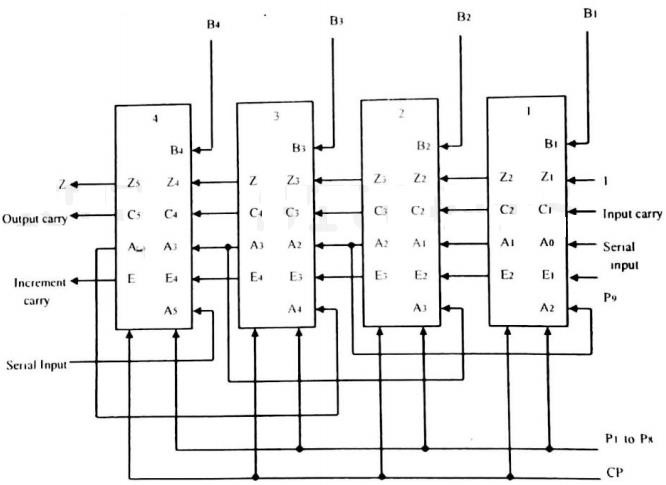 B4 B3 B2 B1
4 3 2 1
B4 B3 B2 B1
Z Z5 Z4 Z Z3 Z3 Z2 Z2 Z1 1
Output carry C5 C4 C4 C3 C3 C2 C2 C1 Input carry
A3 A3 A2 A2 A1 A1 A0 Serial input
Increment carry E E4 E4 E3 E3 E2 E2 E1
P9
A5 A4 A3 A2
Serial Input
P1 to P8
CP